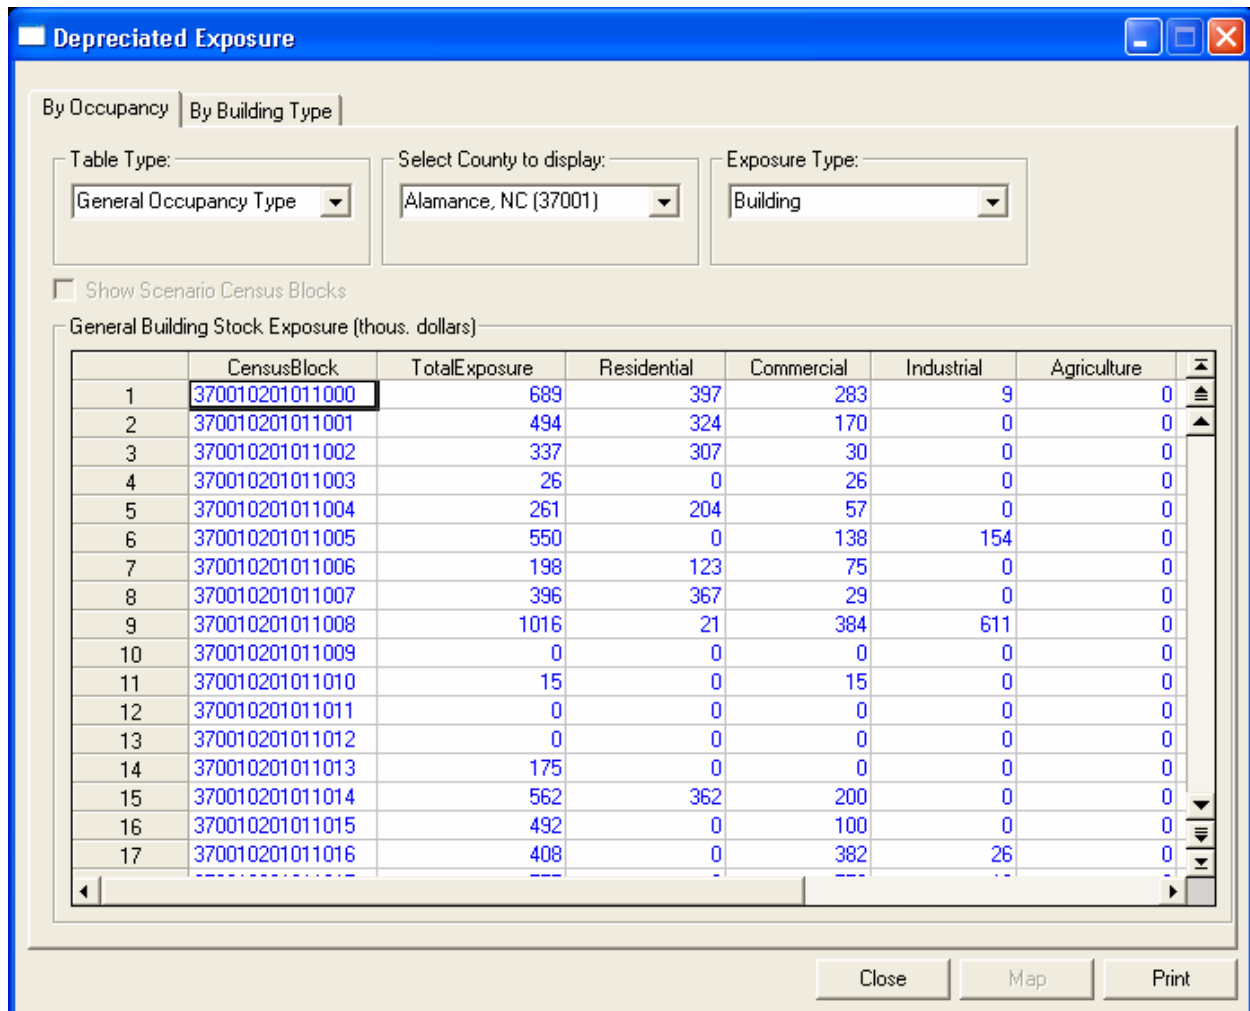 Depreciated Exposure
By Occupancy By Building Type
Table Type: Select County to display: Exposure Type:
General Occupancy Type Alamance, NC (37001) Building
Show Scenario Census Blocks
General Building Stock Exposure (thous. dollars)
CensusBlock TotalExposure Residential Commercial Industrial Agriculture
1 370010201011000 689 397 283 9 0
2 370010201011001 494 324 170 0 0
3 370010201011002 337 307 30 0 0
4 370010201011003 26 0 26 0 0
5 370010201011004 261 204 57 0 0
6 370010201011005 550 0 138 154 0
7 370010201011006 198 123 75 0 0
8 370010201011007 396 367 29 0 0
9 370010201011008 1016 21 384 611 0
10 370010201011009 0 0 0 0 0
11 370010201011010 15 0 15 0 0
12 370010201011011 0 0 0 0 0
13 370010201011012 0 0 0 0 0
14 370010201011013 175 0 0 0 0
15 370010201011014 562 362 200 0 0
16 370010201011015 492 0 100 0 0
17 370010201011016 408 0 382 26 0
Close Map Print